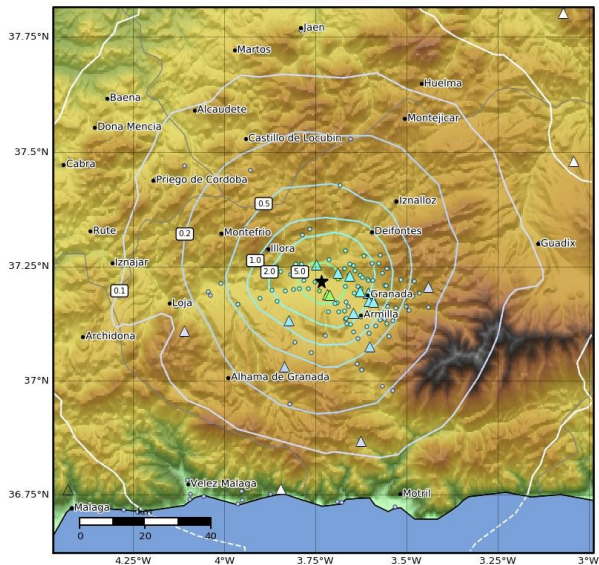 37.75°N
Jaen
Martos
Huelma
Baena
Alcaudete
Dona Mencia
Montejicar
Castillo de Locubin
37.5°N
Cabra
Priego de Cordoba
0.5
Iznalloz
Rute
0.2
Montefrio
Deifontes
Guadix
Illora
1.0
37.25°N
Iznajar
2.0
5.0
0.1
Loja
Granada
Armilla
Archidona
37°N
Alhama de Granada
Velez-Malaga
36.75°N
Motril
Malaga
km
0
20
40
4.25°W
4°W
3.75°W
3.5°W
3.25°W
3°W